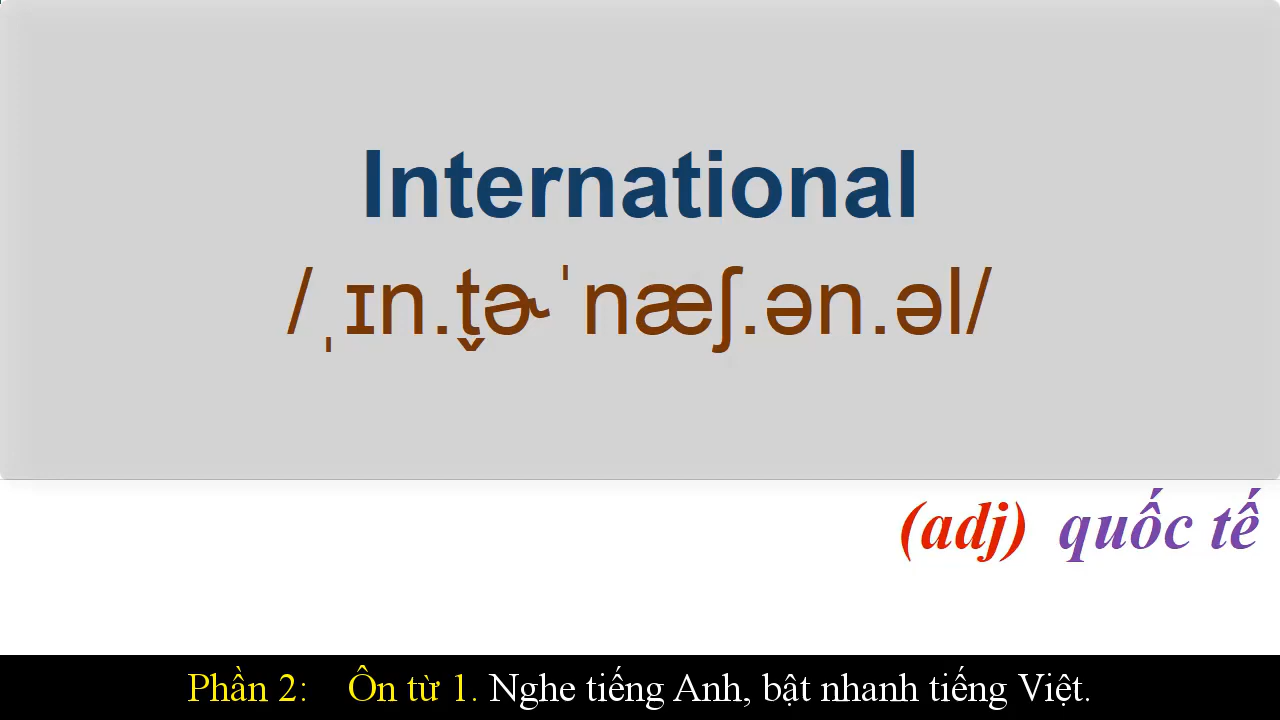 International
/ˌɪn.t̬ɚˈnæʃ.ən.əl/
(adj) quốc tế
Phần 2: Ôn từ 1. Nghe tiếng Anh, bật nhanh tiếng Việt.